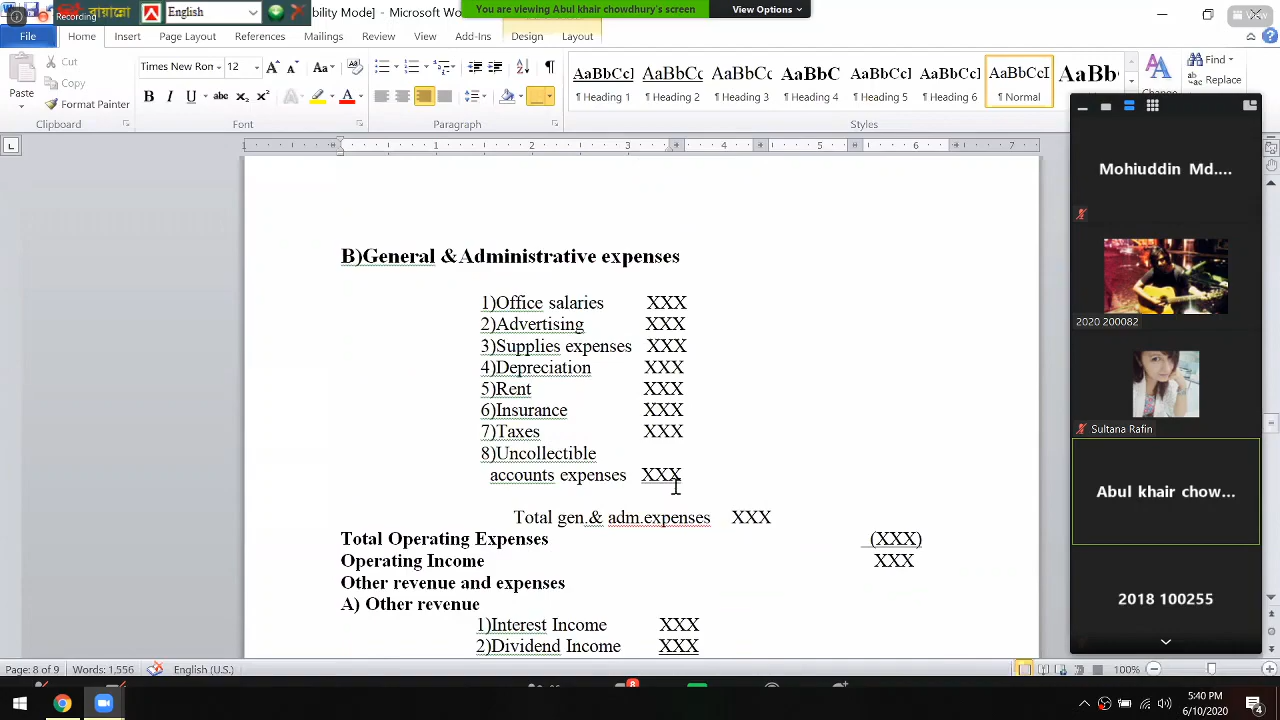 Recording
বায়ান্নো
English
bility Mode] - Microsoft Word
You are viewing Abul khair chowdhury's screen
View Options
View
File Home Insert Page Layout References Mailings Review View Add-Ins Design Layout
Paste
Cut
Copy
Format Painter
Clipboard
Times New Ron 12
Font
Paragraph
AaBbCcI Heading 1
AaBbCcI Heading 2
AaBbCc Heading 3
AaBbC Heading 4
AaBbCcI Heading 5
AaBbCcI Heading 6
AaBbCcI Normal
AaBbCc
Styles
Change
Find
Replace
B)General &Administrative expenses
1)Office salaries XXX
2)Advertising XXX
3)Supplies expenses XXX
4)Depreciation XXX
5)Rent XXX
6)Insurance XXX
7)Taxes XXX
8)Uncollectible
accounts expenses XXX
Total gen.& adm.expenses XXX
Total Operating Expenses (XXX)
Operating Income XXX
Other revenue and expenses
A) Other revenue
1)Interest Income XXX
2)Dividend Income XXX
Mohiuddin Md....
2020 200082
Sultana Rafin
Abul khair chow...
2018 100255
Page: 8 of 9 Words: 1,556 English (U.S.) 100%
8
5:40 PM
6/10/2020
4